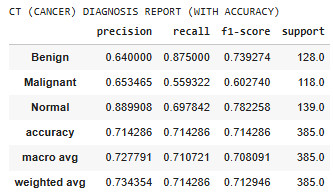 CT (CANCER) DIAGNOSIS REPORT (WITH ACCURACY)
precision recall f1-score support
Benign 0.640000 0.875000 0.739274 128.0
Malignant 0.653465 0.559322 0.602740 118.0
Normal 0.889908 0.697842 0.782258 139.0
accuracy 0.714286 0.714286 0.714286 385.0
macro avg 0.727791 0.710721 0.708091 385.0
weighted avg 0.734354 0.714286 0.712946 385.0